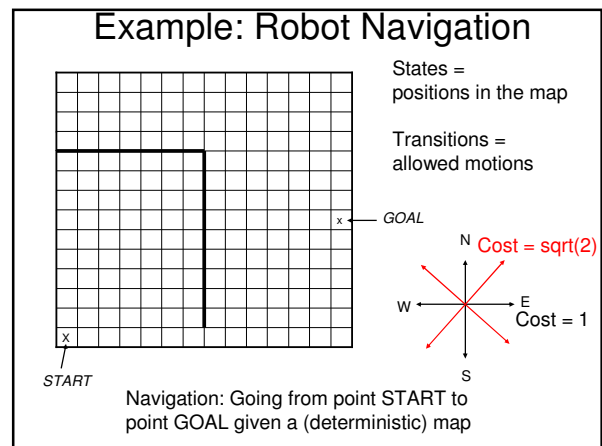 Example: Robot Navigation
States =
positions in the map
Transitions =
allowed motions
x
GOAL
N
Cost = sqrt(2)
W
E
Cost = 1
S
X
START
Navigation: Going from point START to
point GOAL given a (deterministic) map